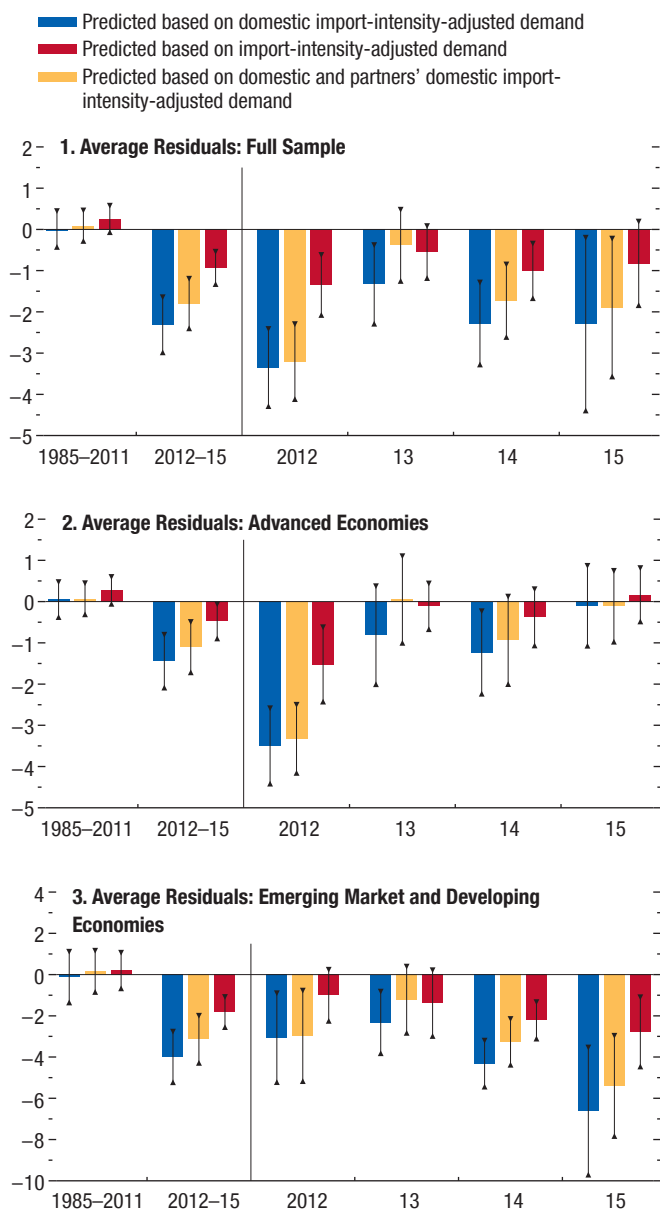 Predicted based on domestic import-intensity-adjusted demand
Predicted based on import-intensity-adjusted demand
Predicted based on domestic and partners’ domestic import-
intensity-adjusted demand
1. Average Residuals: Full Sample
2
1
0
–1
–2
–3
–4
–5
1985–2011 2012–15 2012 13 14 15
2. Average Residuals: Advanced Economies
2
1
0
–1
–2
–3
–4
–5
1985–2011 2012–15 2012 13 14 15
3. Average Residuals: Emerging Market and Developing
Economies
4
2
0
–2
–4
–6
–8
–10
1985–2011 2012–15 2012 13 14 15